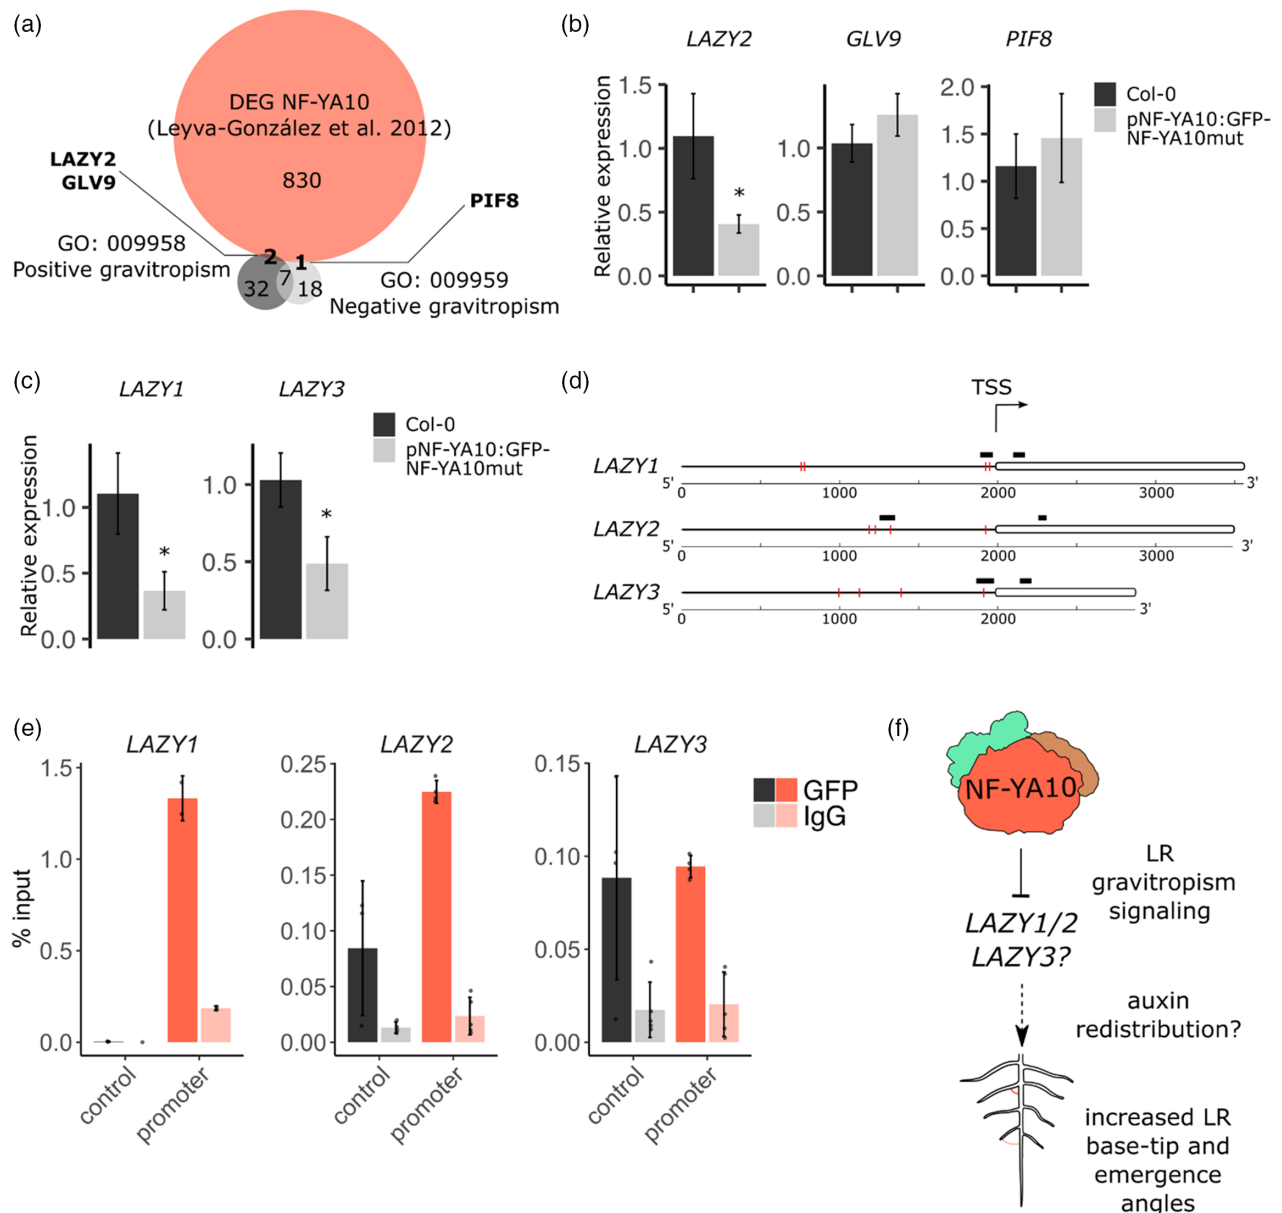 (a)
DEG NF-YA10
(Leyva-González et al. 2012)
830
LAZY2
GLV9
PIF8
GO: 009958
Positive gravitropism
2
1
32
7
18
GO: 009959
Negative gravitropism
(b)
LAZY2
GLV9
PIF8
Relative expression
1.5
1.0
0.5
0.0
*
1.0
0.5
0.0
2.0
1.5
1.0
0.5
0.0
Col-0
pNF-YA10:GFP-
NF-YA10mut
(c)
LAZY1
LAZY3
Relative expression
1.0
0.5
0.0
*
1.0
0.5
0.0
*
Col-0
pNF-YA10:GFP-
NF-YA10mut
(d)
TSS
LAZY1
5'
0
1000
2000
3000
3'
LAZY2
5'
0
1000
2000
3000
3'
LAZY3
5'
0
1000
2000
3'
(e)
LAZY1
LAZY2
LAZY3
% input
1.5
1.0
0.5
0.0
control
promoter
0.25
0.20
0.15
0.10
0.05
0.00
control
promoter
0.15
0.10
0.05
0.00
control
promoter
GFP
IgG
(f)
NF-YA10
LR
gravitropism
signaling
LAZY1/2
LAZY3?
auxin
redistribution?
increased LR
base-tip and
emergence
angles